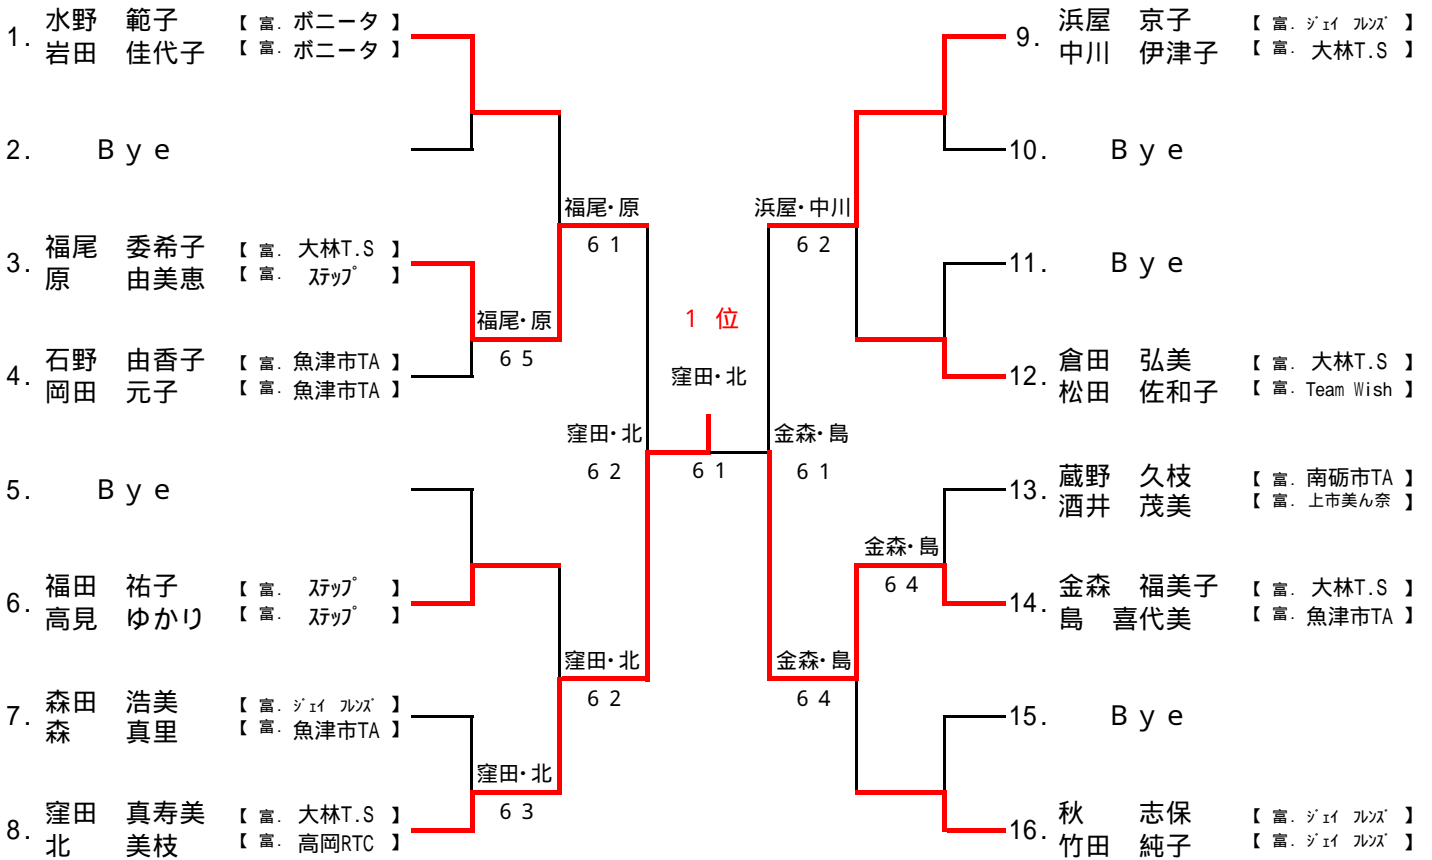 1. 水野 範子 【 富. ボニータ 】
岩田 佳代子 【 富. ボニータ 】
2. Bye
福尾・原
6 1
3. 福尾 委希子 【 富. 大林T.S 】
原 由美恵 【 富. ステップ 】
福尾・原
6 5
4. 石野 由香子 【 富. 魚津市TA 】
岡田 元子 【 富. 魚津市TA 】
窪田・北
6 2
5. Bye
6. 福田 祐子 【 富. ステップ 】
高見 ゆかり 【 富. ステップ 】
窪田・北
6 2
7. 森田 浩美 【 富. ジェイ フレンズ 】
森 真里 【 富. 魚津市TA 】
窪田・北
6 3
8. 窪田 真寿美 【 富. 大林T.S 】
北 美枝 【 富. 高岡RTC 】
1 位
窪田・北
6 1
9. 浜屋 京子 【 富. ジェイ フレンズ 】
中川 伊津子 【 富. 大林T.S 】
10. Bye
浜屋・中川
6 2
11. Bye
12. 倉田 弘美 【 富. 大林T.S 】
松田 佐和子 【 富. Team Wish 】
金森・島
6 1
13. 蔵野 久枝 【 富. 南砺市TA 】
酒井 茂美 【 富. 上市美ん奈 】
金森・島
6 4
14. 金森 福美子 【 富. 大林T.S 】
島 喜代美 【 富. 魚津市TA 】
金森・島
6 4
15. Bye
16. 秋 志保 【 富. ジェイ フレンズ 】
竹田 純子 【 富. ジェイ フレンズ 】